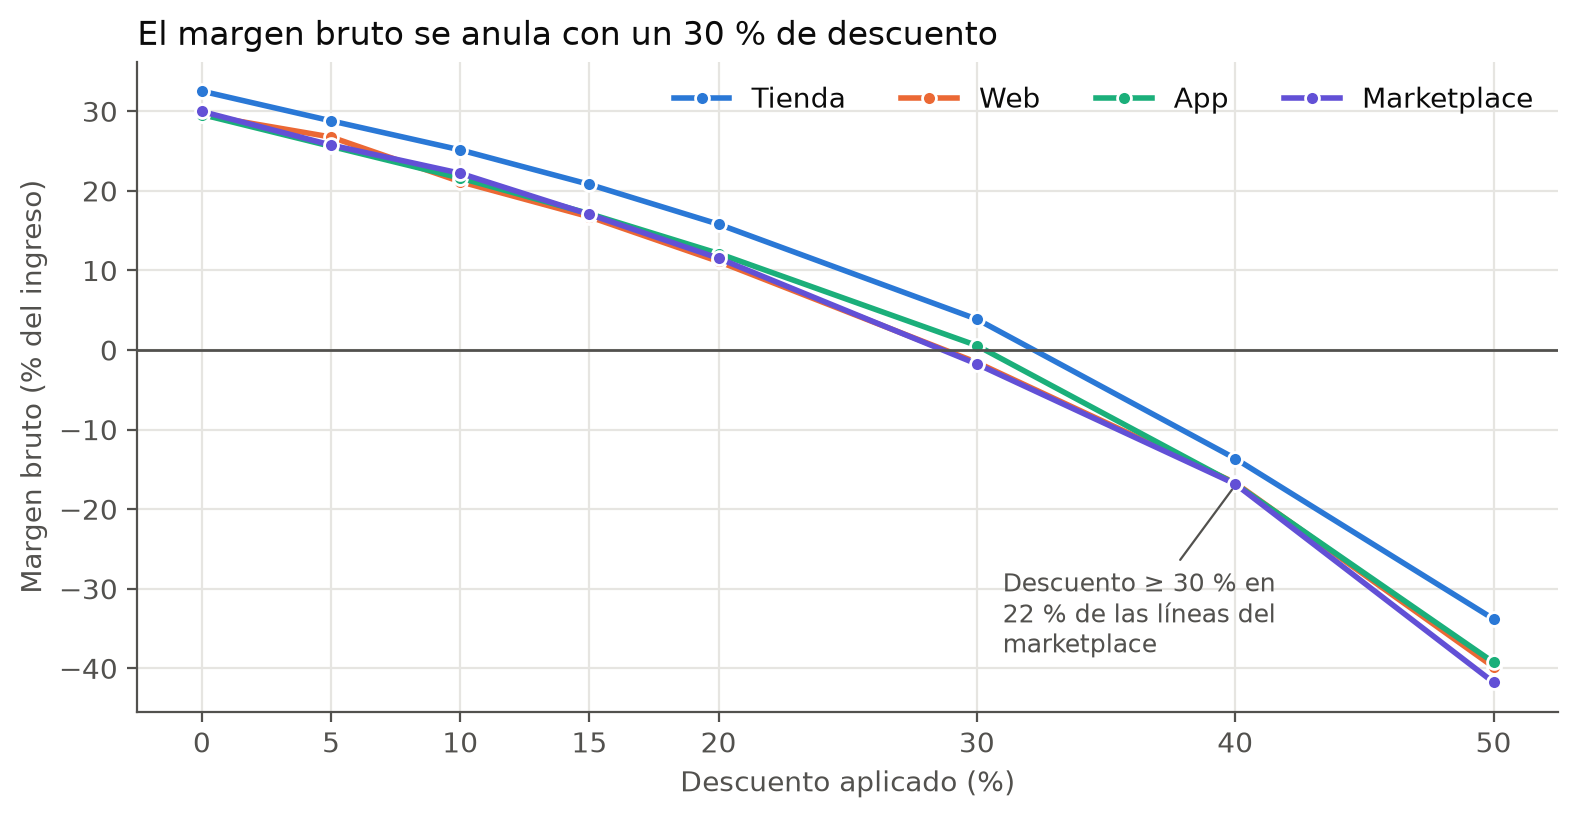 El margen bruto se anula con un 30 % de descuento
Tienda
Web
App
Marketplace
Margen bruto (% del ingreso)
30
20
10
0
−10
−20
−30
−40
Descuento ≥ 30 % en
22 % de las líneas del
marketplace
0
5
10
15
20
30
40
50
Descuento aplicado (%)